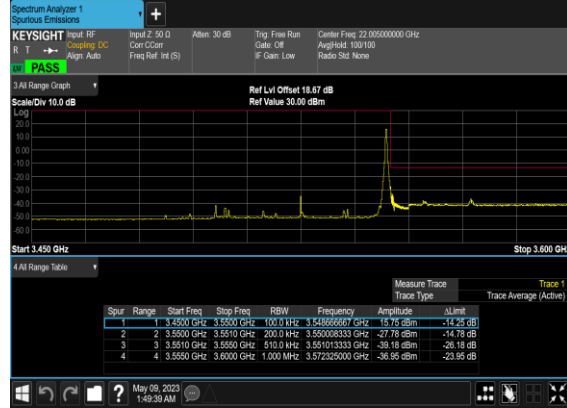 Spectrum Analyzer 1
Spurious Emissions
KEYSIGHT Input: RF Input Z: 50 Ω Atten: 30 dB Trig: Free Run Center Freq: 22.005000000 GHz
R T Coupling: DC Corr CCorr Gate: Off Avg|Hold: 100/100
Align: Auto Freq Ref: Int (S) IF Gain: Low Radio Std: None
LW PASS
3 All Range Graph
Ref Lvl Offset 18.67 dB
Scale/Div 10.0 dB Ref Value 30.00 dBm
Log
20.0
10.0
0.00
-10.0
-20.0
-30.0
-40.0
-50.0
-60.0
Start 3.450 GHz Stop 3.600 GHz
4 All Range Table
Measure Trace Trace 1
Trace Type Trace Average (Active)
Spur Range Start Freq Stop Freq RBW Frequency Amplitude ΔLimit
1 1 3.4500 GHz 3.5500 GHz 100.0 kHz 3.548666667 GHz 15.75 dBm -14.25 dB
2 2 3.5500 GHz 3.5510 GHz 200.0 kHz 3.550008333 GHz -27.78 dBm -14.78 dB
3 3 3.5510 GHz 3.5550 GHz 510.0 kHz 3.551013333 GHz -39.18 dBm -26.18 dB
4 4 3.5550 GHz 3.6000 GHz 1.000 MHz 3.572325000 GHz -36.95 dBm -23.95 dB
? May 09, 2023
1:49:39 AM